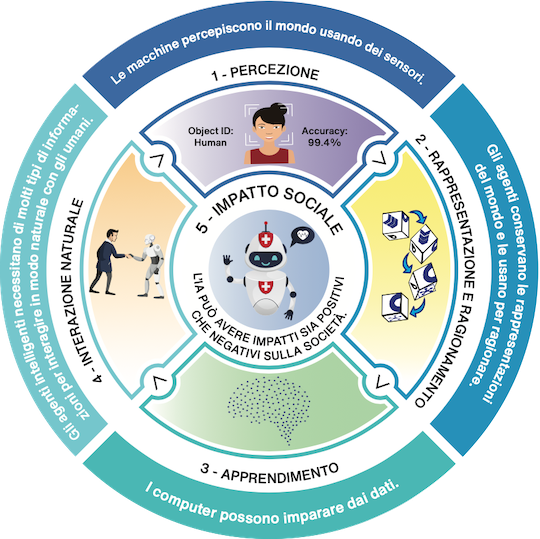 Le macchine percepiscono il mondo usando dei sensori.
1 - PERCEZIONE
Object ID:
Human
Accuracy:
99.4%
Gli agenti conservano le rappresentazioni
del mondo e le usano per ragionare.
2 - RAPPRESENTAZIONE E RAGIONAMENTO
I computer possono imparare dai dati.
3 - APPRENDIMENTO
Gli agenti intelligenti necessitano di molti tipi di informa-
zioni per interagire in modo naturale con gli umani.
4 - INTERAZIONE NATURALE
5 - IMPATTO SOCIALE
L'IA PUÒ AVERE IMPATTI SIA POSITIVI
CHE NEGATIVI SULLA SOCIETÀ.